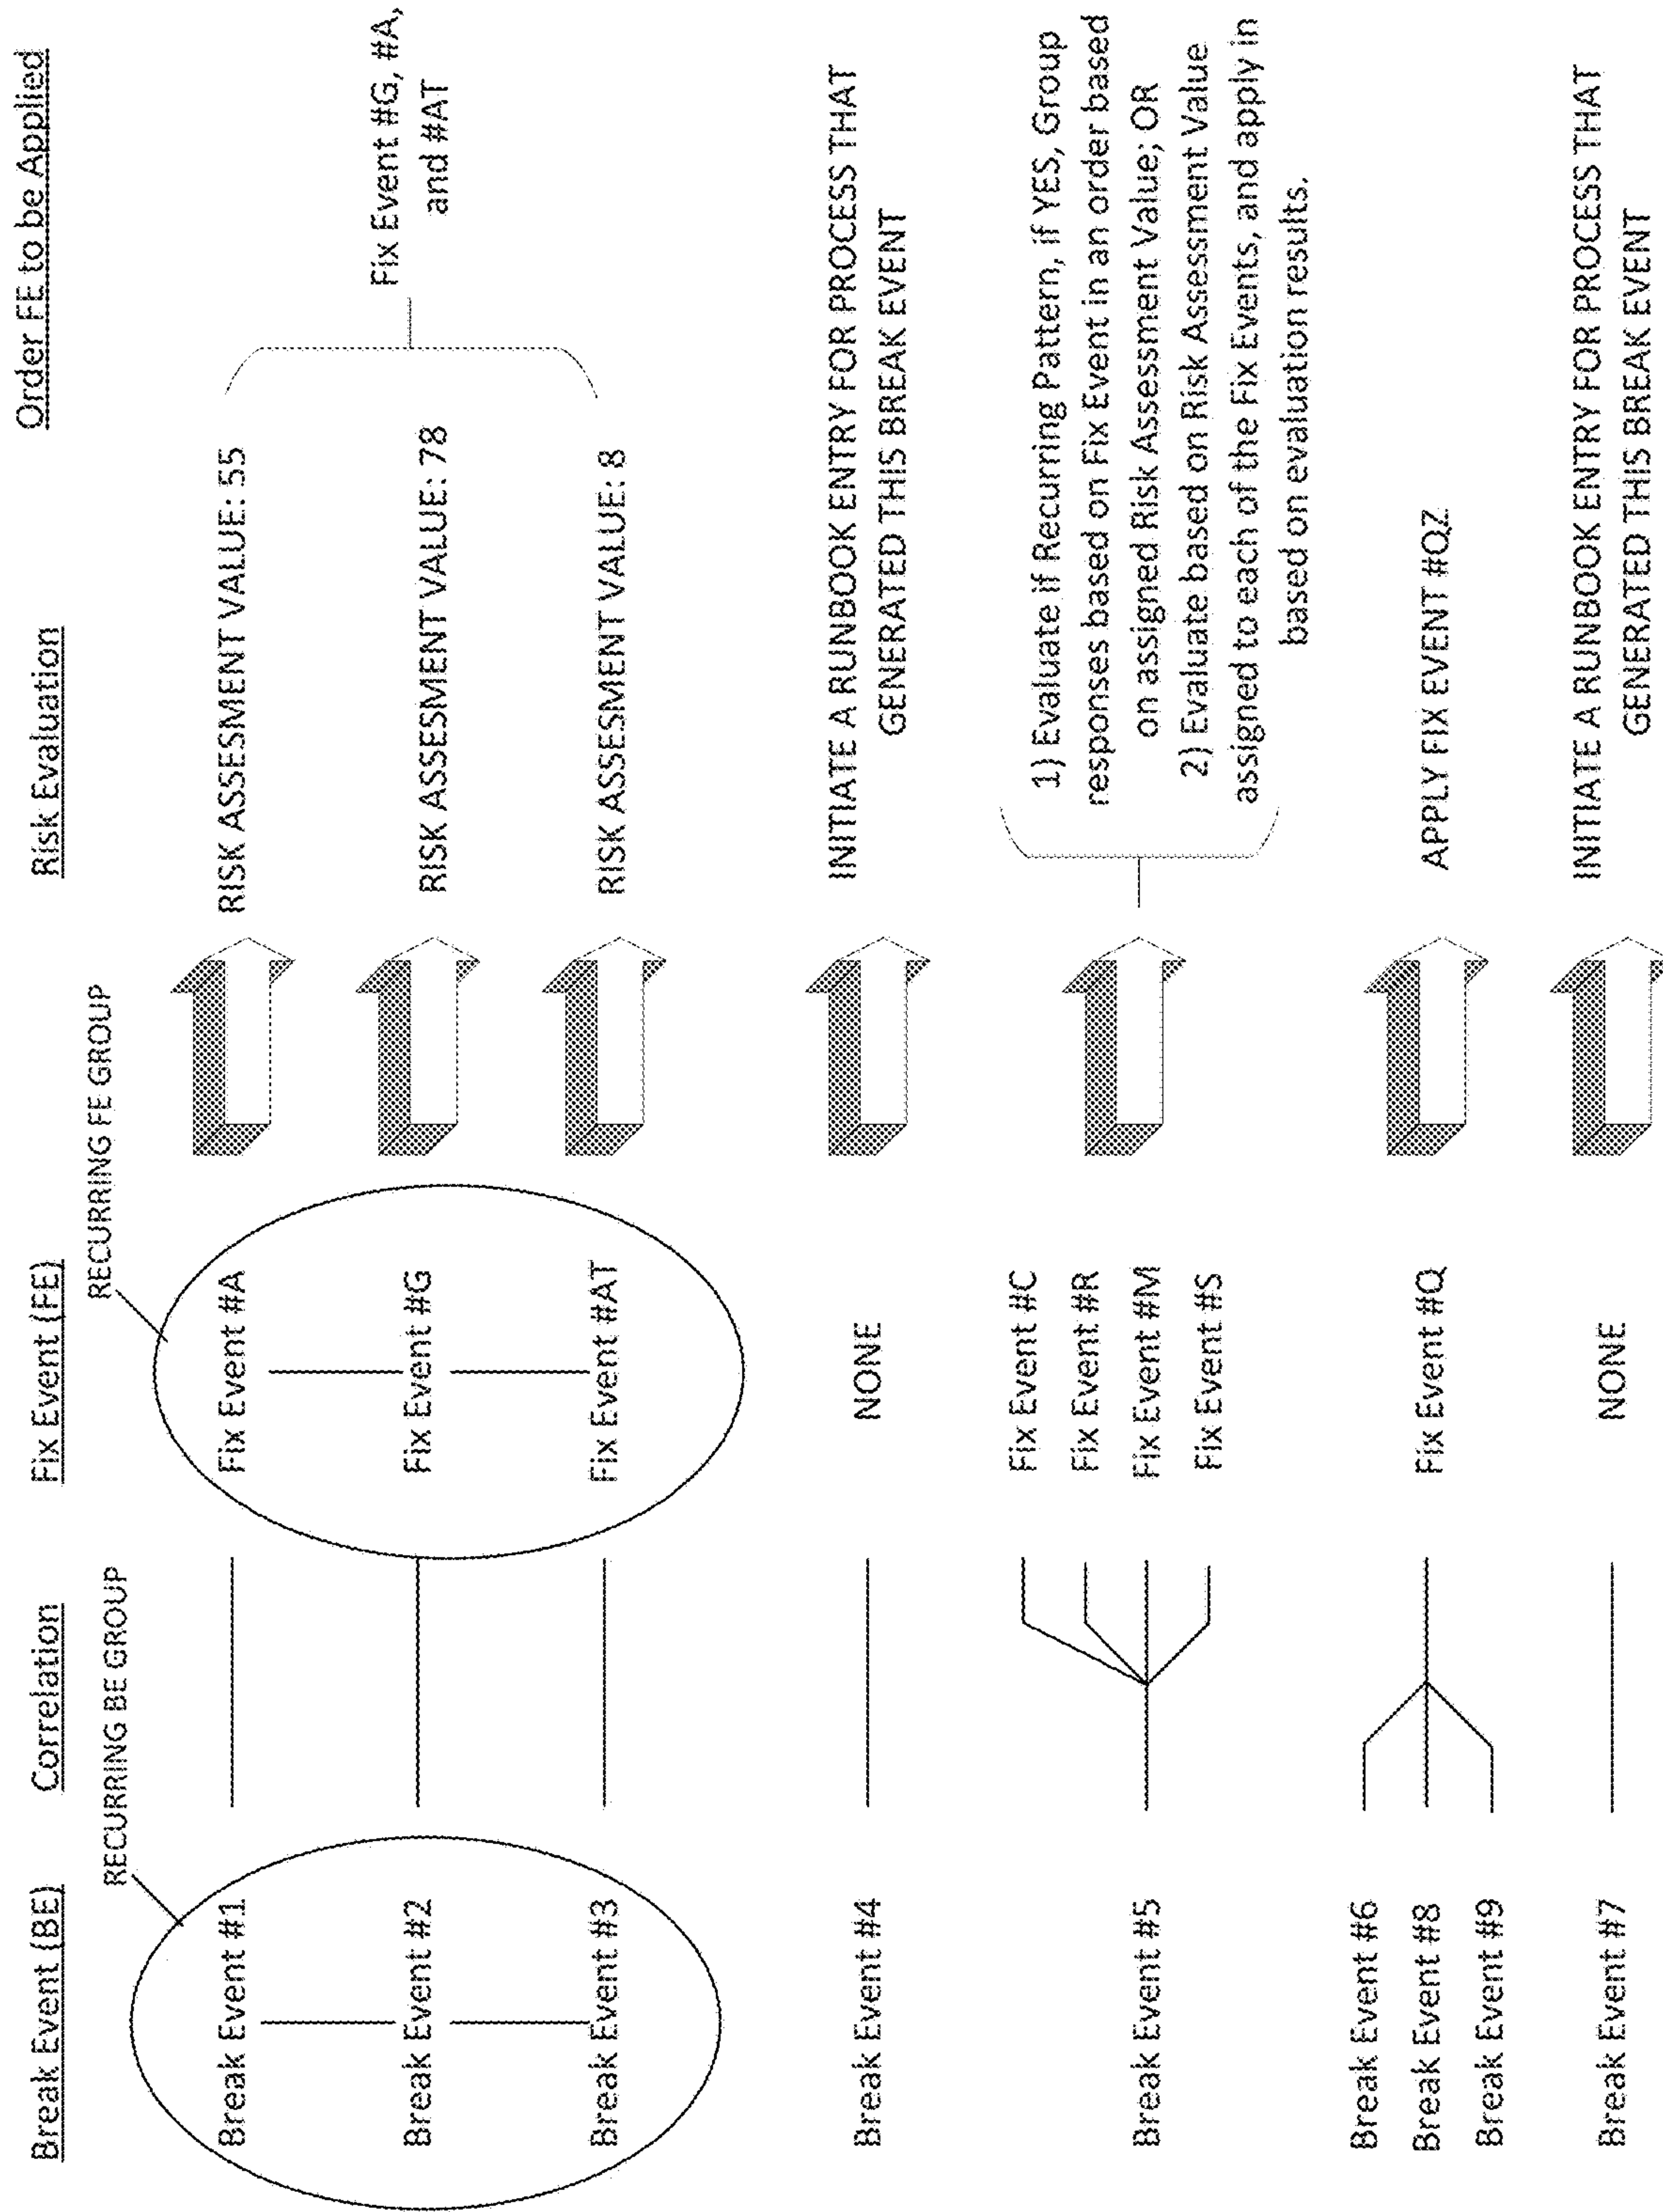 Break Event (BE)
Correlation
Fix Event (FE)
Risk Evaluation
Order FE to be Applied
RECURRING BE GROUP
RECURRING FE GROUP
Break Event #1
Fix Event #A
RISK ASSESSMENT VALUE: 55
Break Event #2
Fix Event #G
RISK ASSESSMENT VALUE: 78
Fix Event #G, #A,
and #AT
Break Event #3
Fix Event #AT
RISK ASSESSMENT VALUE: 8
Break Event #4
NONE
INITIATE A RUNBOOK ENTRY FOR PROCESS THAT
GENERATED THIS BREAK EVENT
Break Event #5
Fix Event #C
Fix Event #R
Fix Event #M
Fix Event #S
1) Evaluate if Recurring Pattern, if YES, Group
responses based on Fix Event in an order based
on assigned Risk Assessment Value; OR
2) Evaluate based on Risk Assessment Value
assigned to each of the Fix Events, and apply in
based on evaluation results.
Break Event #6
Break Event #8
Break Event #9
Fix Event #Q
APPLY FIX EVENT #QZ
Break Event #7
NONE
INITIATE A RUNBOOK ENTRY FOR PROCESS THAT
GENERATED THIS BREAK EVENT